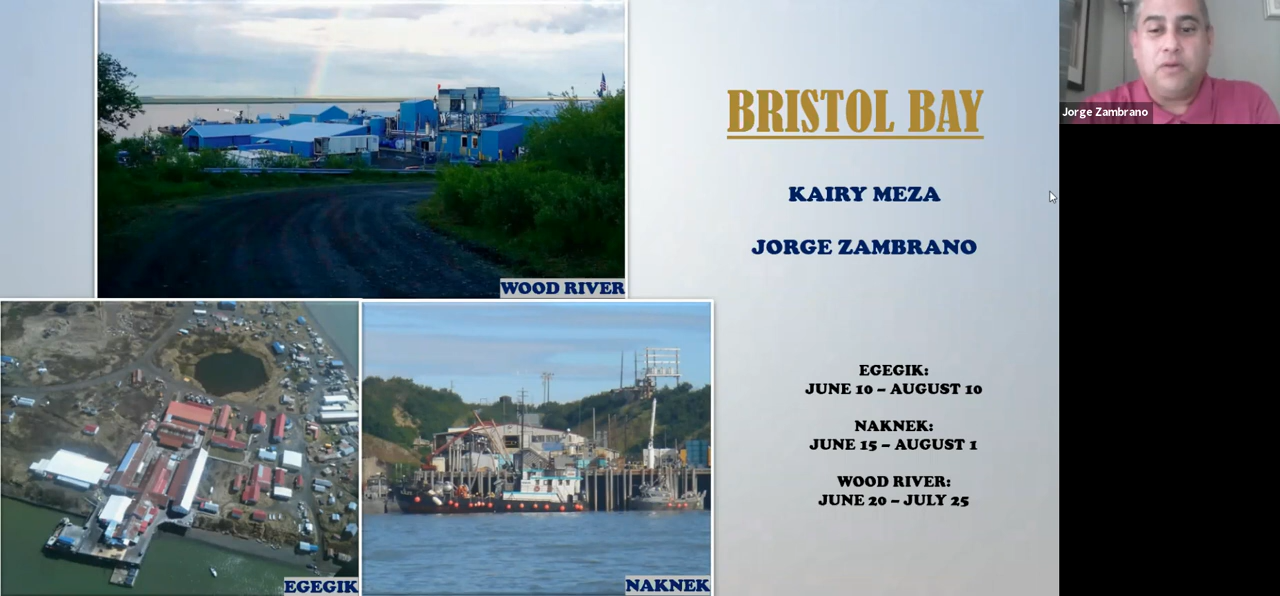 BRISTOL BAY
KAIRY MEZA
JORGE ZAMBRANO
WOOD RIVER
EGEGIK:
JUNE 10 – AUGUST 10
NAKNEK:
JUNE 15 – AUGUST 1
WOOD RIVER:
JUNE 20 – JULY 25
EGEGIK
NAKNEK
Jorge Zambrano